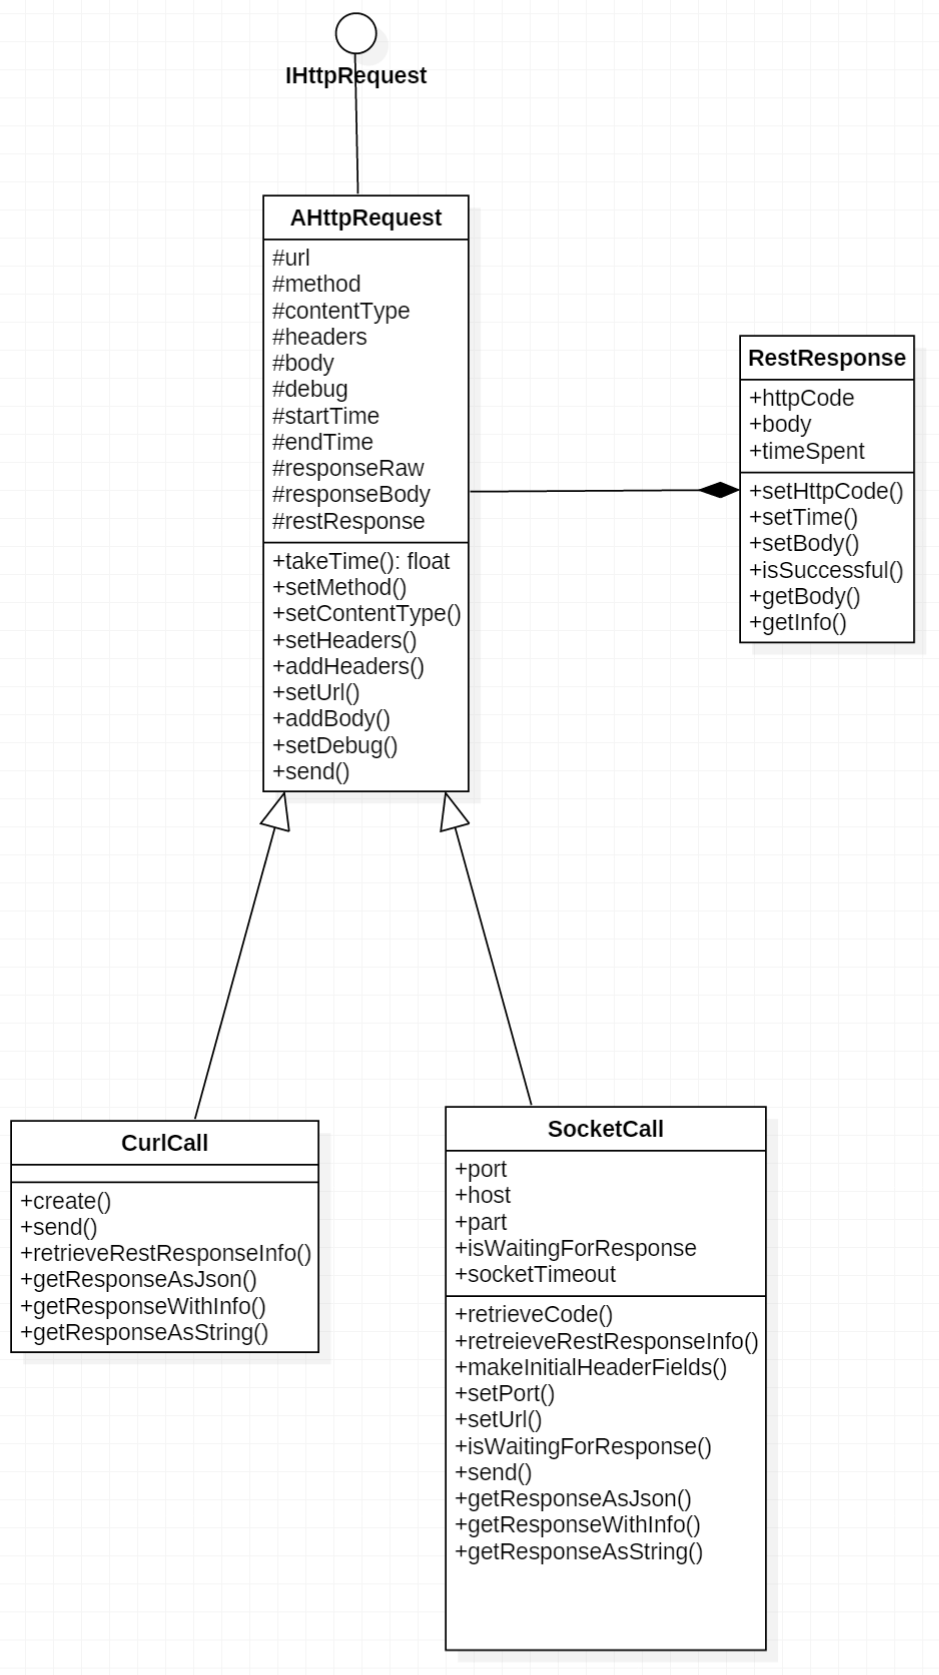 IHttpRequest
AHttpRequest
#url
#method
#contentType
#headers
#body
#debug
#startTime
#endTime
#responseRaw
#responseBody
#restResponse
+takeTime(): float
+setMethod()
+setContentType()
+setHeaders()
+addHeaders()
+setUrl()
+addBody()
+setDebug()
+send()
RestResponse
+httpCode
+body
+timeSpent
+setHttpCode()
+setTime()
+setBody()
+isSuccessful()
+getBody()
+getInfo()
CurlCall
+create()
+send()
+retrieveRestResponseInfo()
+getResponseAsJson()
+getResponseWithInfo()
+getResponseAsString()
SocketCall
+port
+host
+part
+isWaitingForResponse
+socketTimeout
+retrieveCode()
+retreieveRestResponseInfo()
+makeInitialHeaderFields()
+setPort()
+setUrl()
+isWaitingForResponse()
+send()
+getResponseAsJson()
+getResponseWithInfo()
+getResponseAsString()